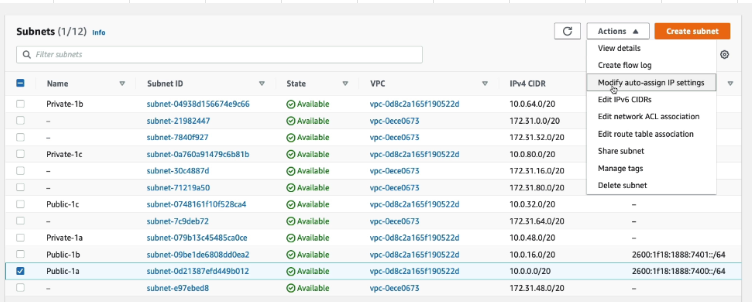 Subnets (1/12) Info
Actions ▲
Create subnet
Filter subnets
View details
Create flow log
Modify auto-assign IP settings
Edit IPv6 CIDRs
Edit network ACL association
Edit route table association
Share subnet
Manage tags
Delete subnet
Name Subnet ID State VPC IPv4 CIDR
Private-1b subnet-04938d156674e9c66 Available vpc-0d8c2a165f190522d 10.0.64.0/20
– subnet-21982447 Available vpc-0ece0673 172.31.0.0/20
– subnet-7840f927 Available vpc-0ece0673 172.31.32.0/20
Private-1c subnet-0a760a91479c6b81b Available vpc-0d8c2a165f190522d 10.0.80.0/20
– subnet-30c4887d Available vpc-0ece0673 172.31.16.0/20
– subnet-71219a50 Available vpc-0ece0673 172.31.80.0/20
Public-1c subnet-0748161f10f528ca4 Available vpc-0d8c2a165f190522d 10.0.32.0/20 –
– subnet-7c9deb72 Available vpc-0ece0673 172.31.64.0/20 –
Private-1a subnet-079b13c45485ca0ce Available vpc-0d8c2a165f190522d 10.0.48.0/20 –
Public-1b subnet-09be1de6808dd0ea2 Available vpc-0d8c2a165f190522d 10.0.16.0/20 2600:1f18:1888:7401::/64
Public-1a subnet-0d21387efd449b012 Available vpc-0d8c2a165f190522d 10.0.0.0/20 2600:1f18:1888:7400::/64
– subnet-e97ebed8 Available vpc-0ece0673 172.31.48.0/20 –